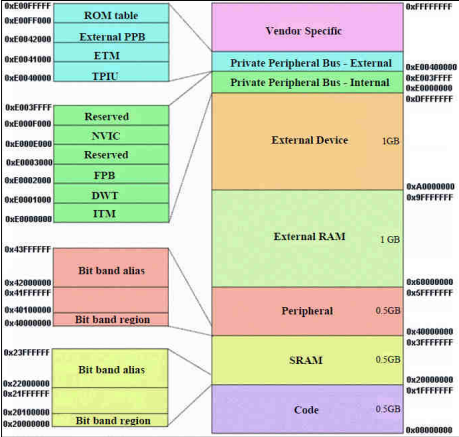 0xE00FFFFF
ROM table
0xE00FF000
External PPB
0xE0042000
ETM
0xE0041000
TPIU
0xE0040000
0xE003FFFF
Reserved
0xE000F000
NVIC
0xE000E000
Reserved
0xE0003000
FPB
0xE0002000
DWT
0xE0001000
ITM
0xE0000000
0x43FFFFFF
Bit band alias
0x42000000
0x41FFFFFF
0x40100000
Bit band region
0x40000000
0x23FFFFFF
Bit band alias
0x22000000
0x21FFFFFF
0x20100000
Bit band region
0x20000000
0xFFFFFFFF
Vendor Specific
Private Peripheral Bus - External
0xE00400000
Private Peripheral Bus - Internal
0xE003FFFF
0xE0000000
0xDFFFFFFF
External Device 1GB
0xA0000000
0x9FFFFFFF
External RAM 1 GB
0x60000000
0x5FFFFFFF
Peripheral 0.5GB
0x40000000
0x3FFFFFFF
SRAM 0.5GB
0x20000000
0x1FFFFFFF
Code 0.5GB
0x00000000